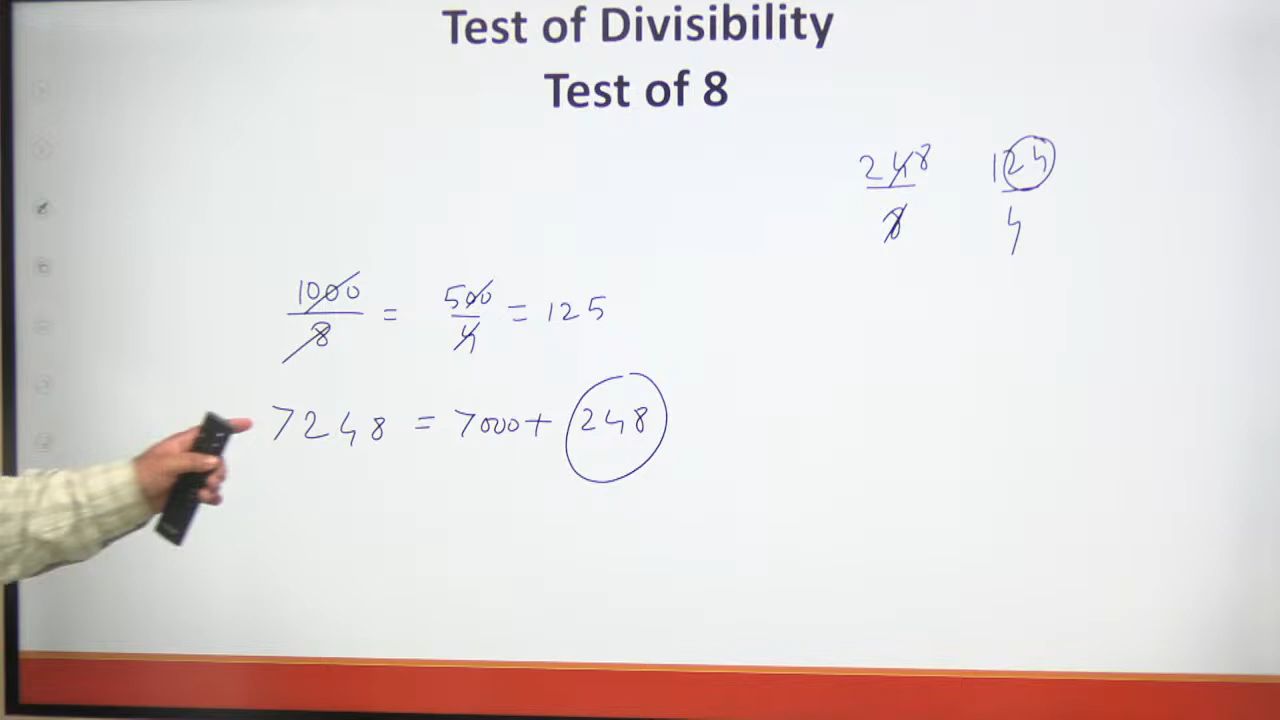 Test of Divisibility
Test of 8
248/8 124/4
1000/8 = 500/4 = 125
7248 = 7000+ 248